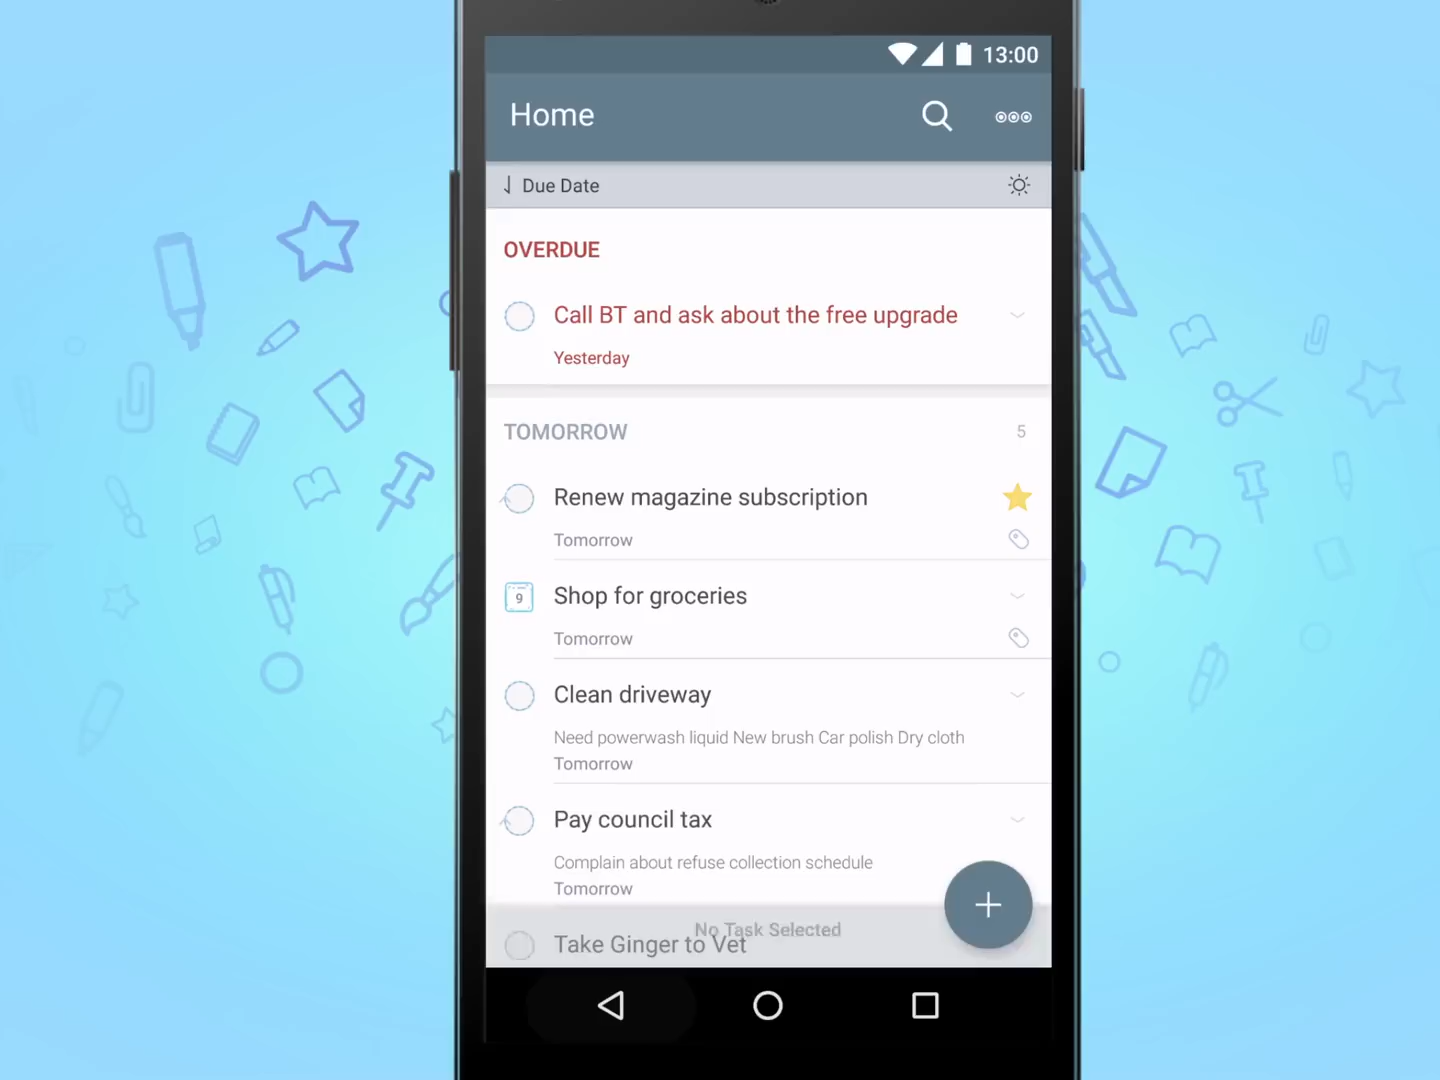 13:00
Home
Due Date
OVERDUE
Call BT and ask about the free upgrade
Yesterday
TOMORROW 5
Renew magazine subscription
Tomorrow
9 Shop for groceries
Tomorrow
Clean driveway
Need powerwash liquid New brush Car polish Dry cloth
Tomorrow
Pay council tax
Complain about refuse collection schedule
Tomorrow
No Task Selected
Take Ginger to Vet